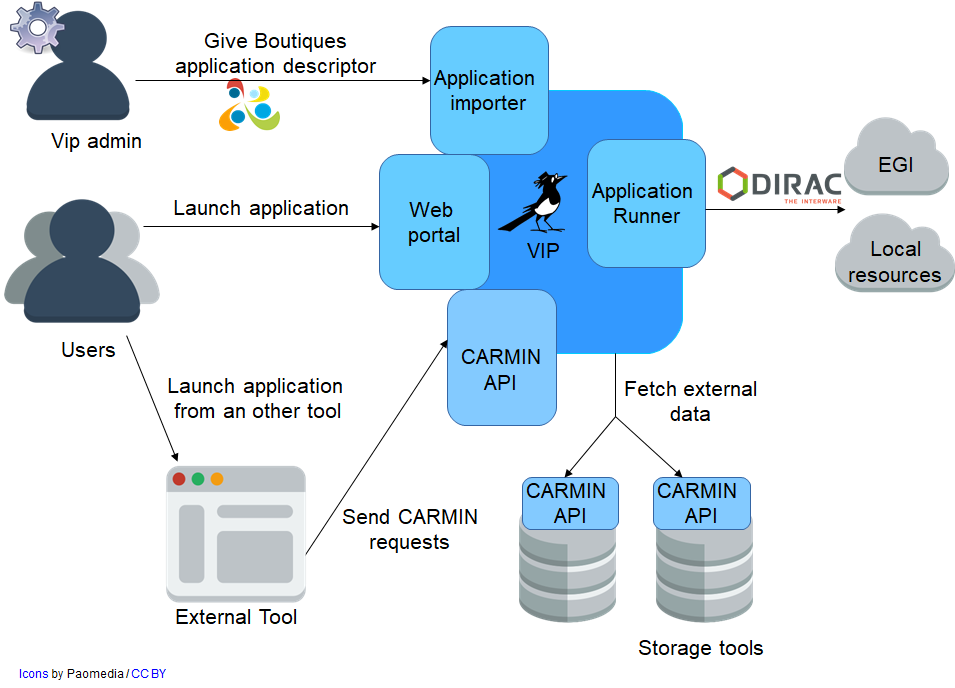 Give Boutiques
application descriptor
Vip admin
Application
importer
Launch application
Web
portal
VIP
Application
Runner
DIRAC
THE INTERWARE
EGI
Local
resources
Users
CARMIN
API
Launch application
from an other tool
Fetch external
data
Send CARMIN
requests
External Tool
CARMIN
API
CARMIN
API
Storage tools
Icons by Paomedia / CC BY